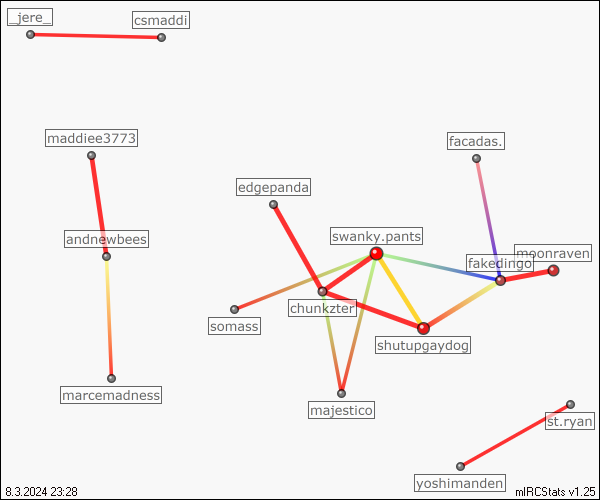 _jere_
csmaddi
maddiee3773
facadas.
edgepanda
swanky.pants
andnewbees
moonraven
fakedingo
chunkzter
somass
shutupgaydog
marcemadness
majestico
st.ryan
yoshimanden
8.3.2024 23:28
mIRCStats v1.25